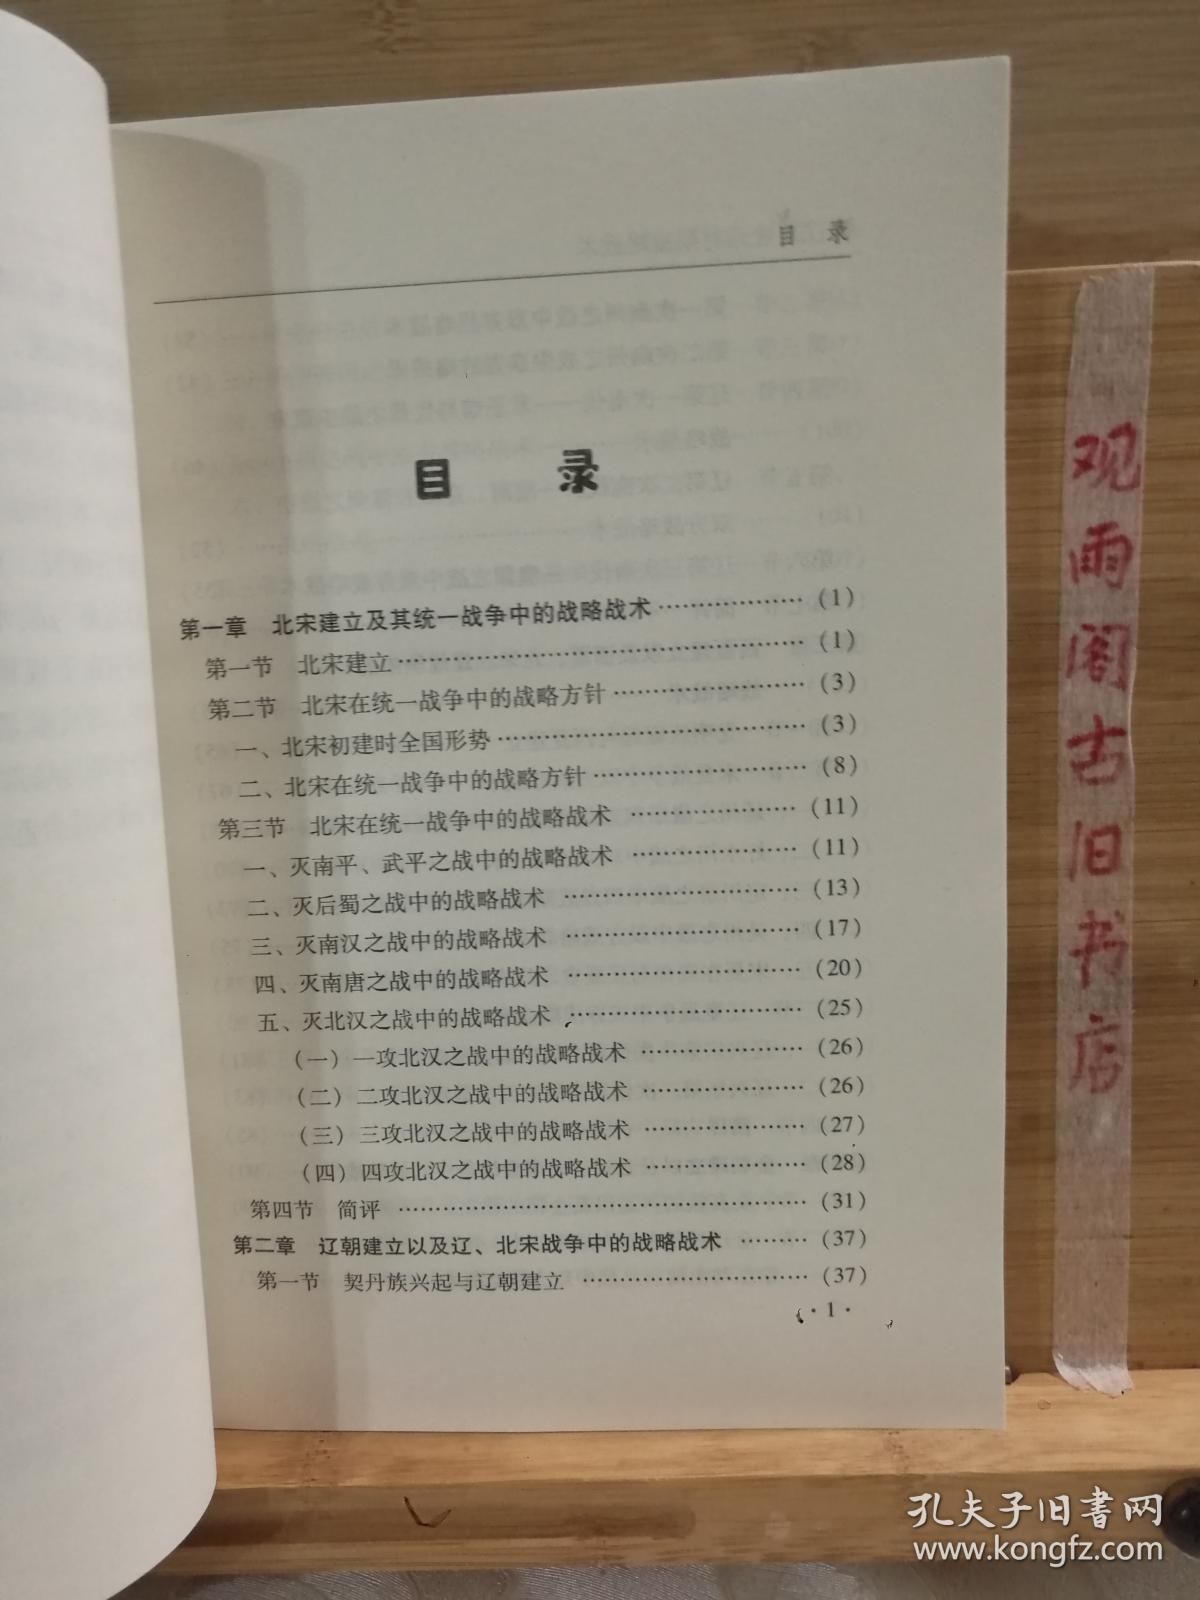 目 录
目 录
第一章 北宋建立及其统一战争中的战略战术………………(1)
第一节 北宋建立………………………………………………(1)
第二节 北宋在统一战争中的战略方针……………………(3)
一、北宋初建时全国形势…………………………………(3)
二、北宋在统一战争中的战略方针………………………(8)
第三节 北宋在统一战争中的战略战术 …………………(11)
一、灭南平、武平之战中的战略战术 …………………(11)
二、灭后蜀之战中的战略战术 …………………………(13)
三、灭南汉之战中的战略战术 …………………………(17)
四、灭南唐之战中的战略战术 …………………………(20)
五、灭北汉之战中的战略战术 …………………………(25)
(一)一攻北汉之战中的战略战术 …………………(26)
(二)二攻北汉之战中的战略战术 …………………(26)
(三)三攻北汉之战中的战略战术 …………………(27)
(四)四攻北汉之战中的战略战术 …………………(28)
第四节 简评 ………………………………………………(31)
第二章 辽朝建立以及辽、北宋战争中的战略战术 ………(37)
第一节 契丹族兴起与辽朝建立 …………………………(37)
·1·
观雨阁古旧书店
孔夫子旧书网
www.kongfz.com